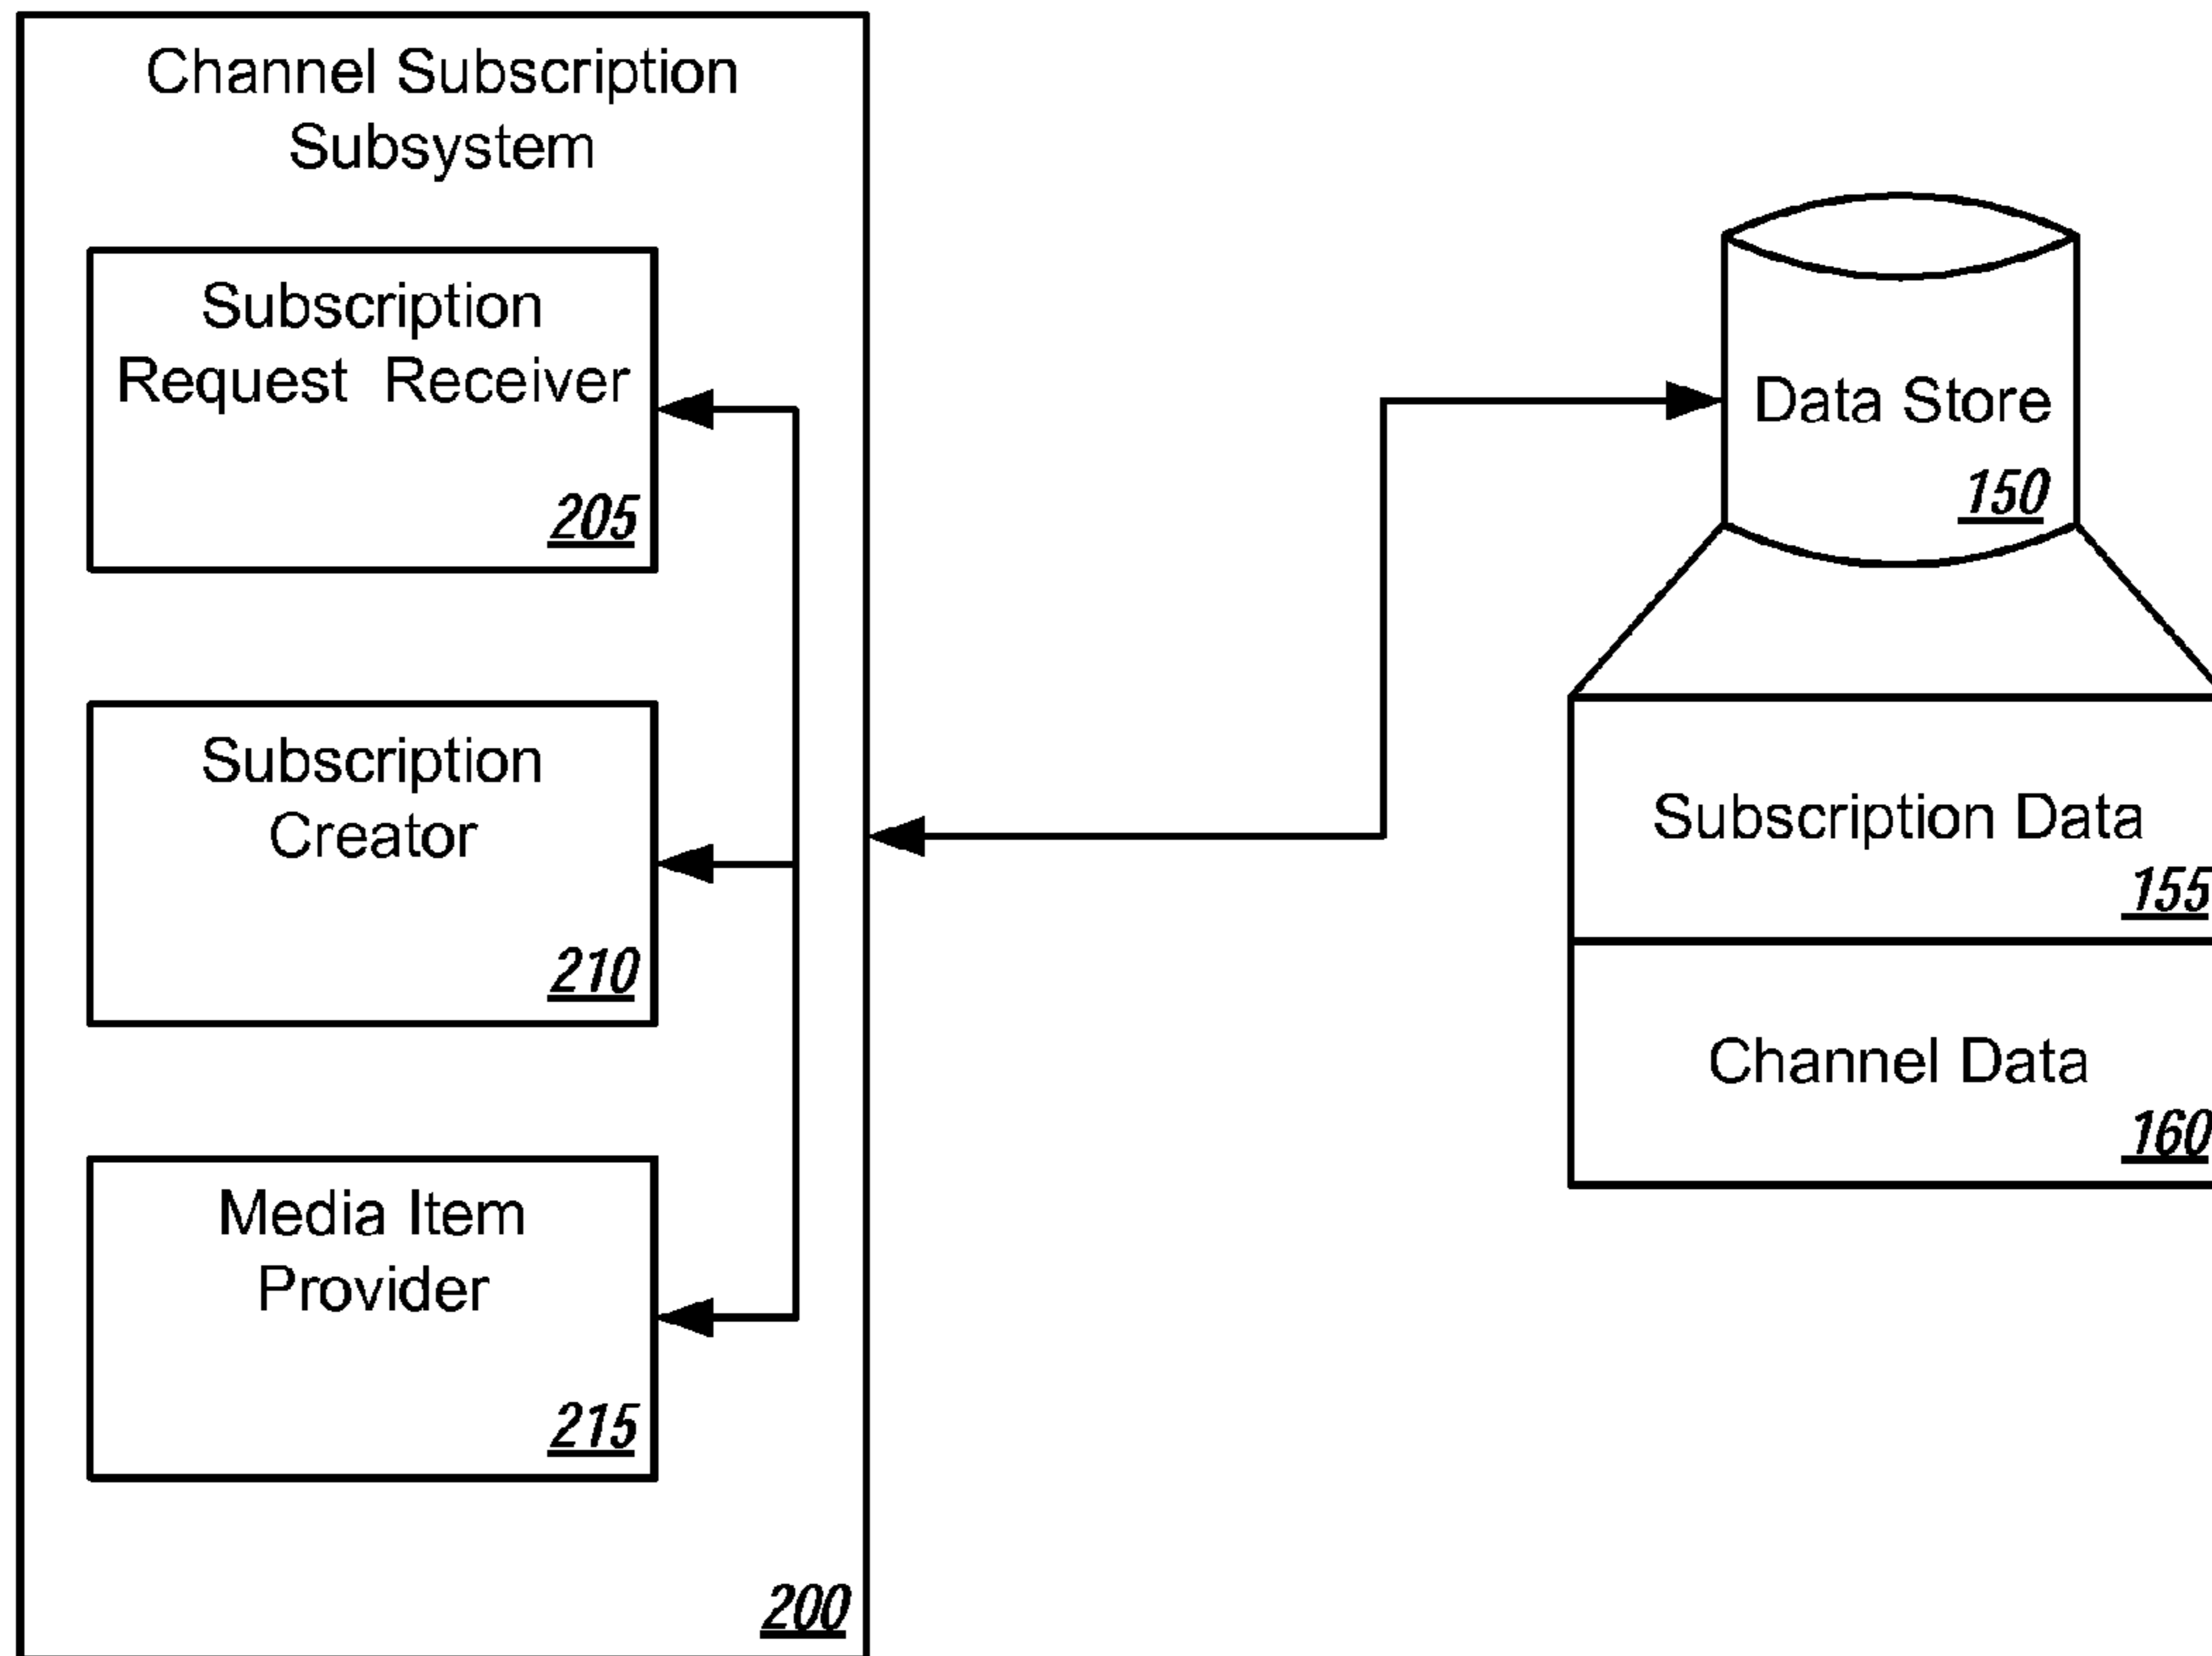 Channel Subscription
Subsystem
Subscription
Request Receiver
205
Subscription
Creator
210
Media Item
Provider
215
200
Data Store
150
Subscription Data
155
Channel Data
160